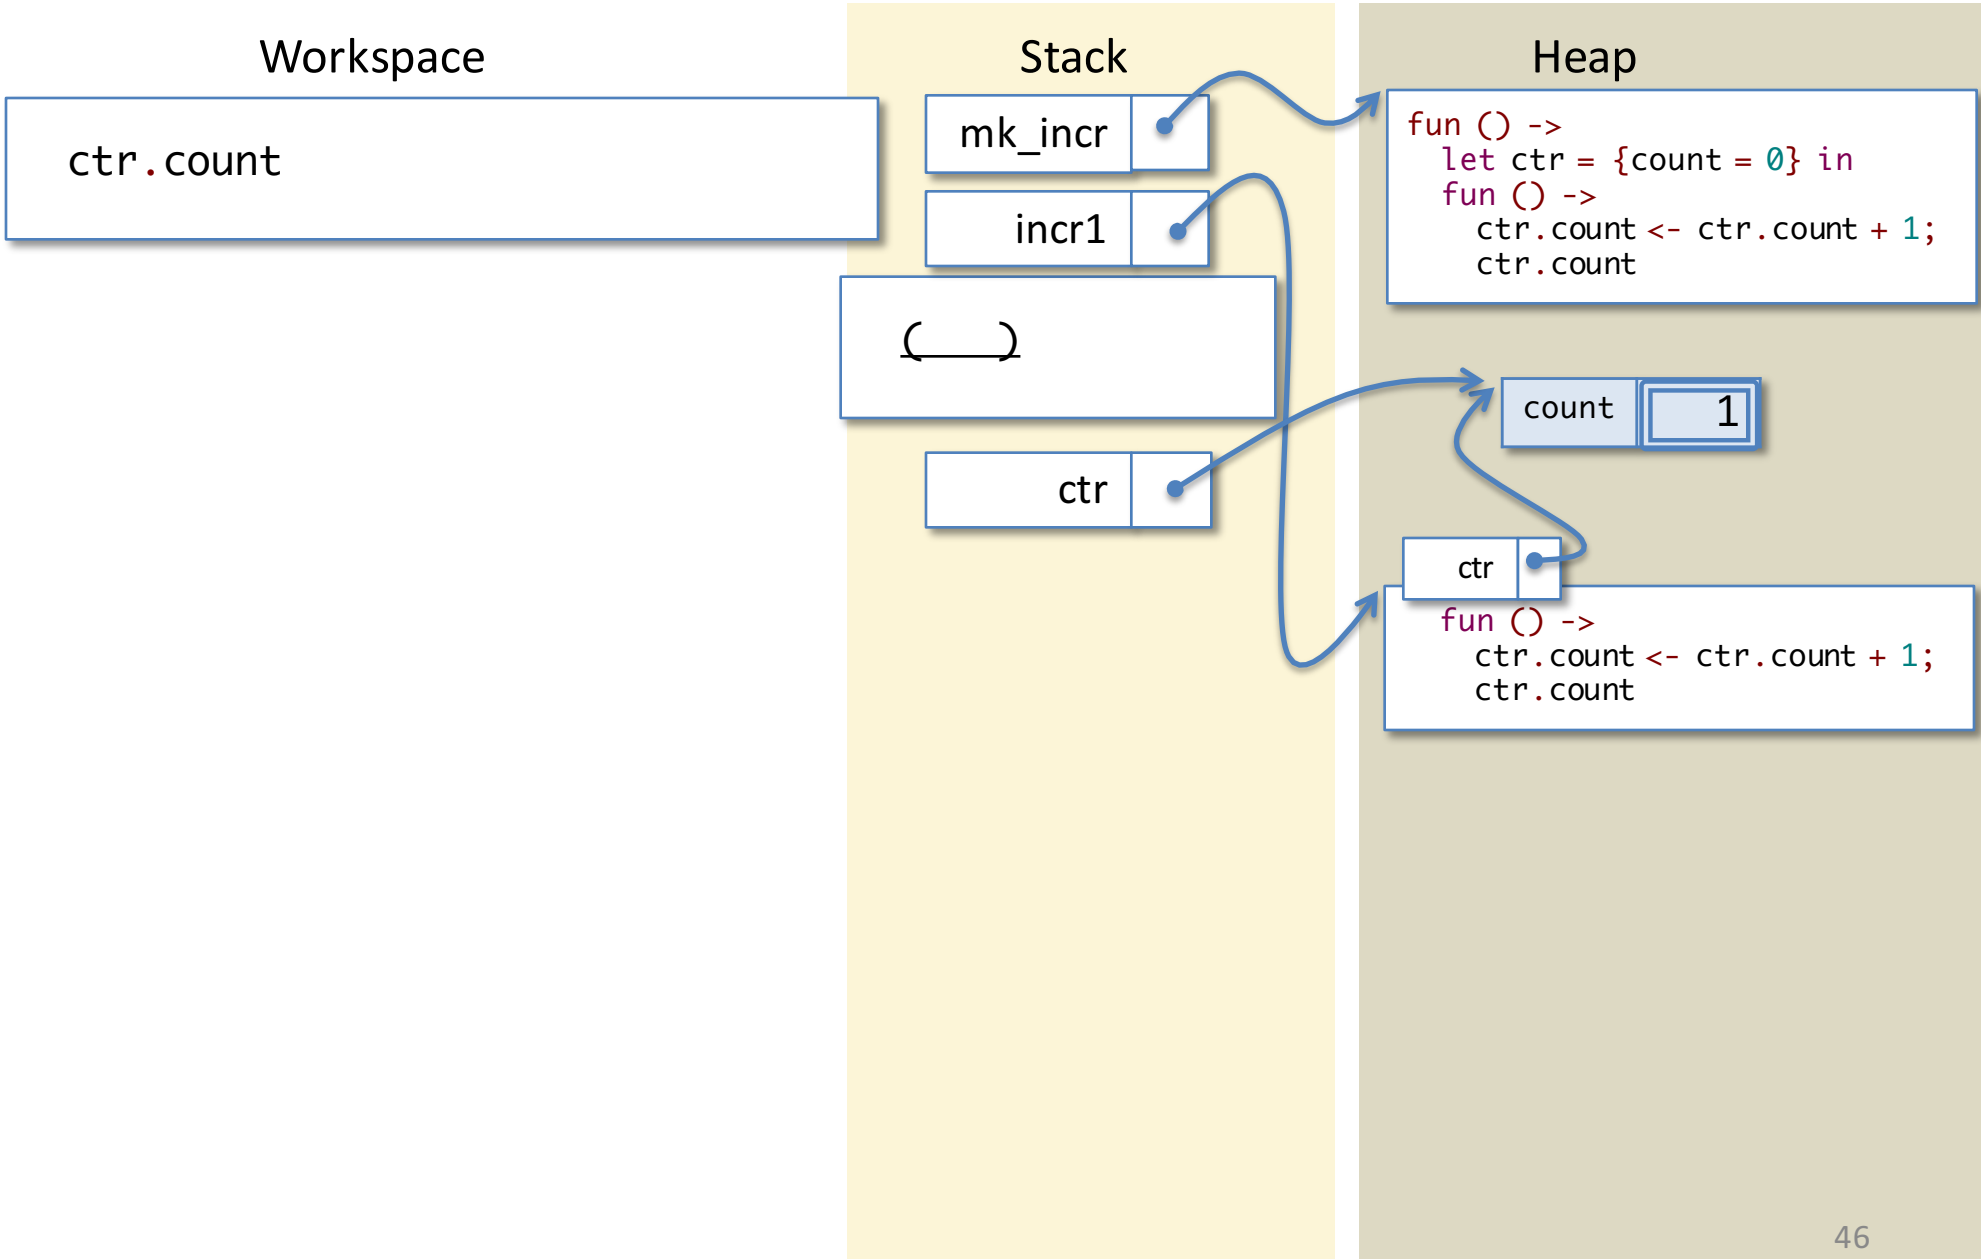 Workspace
ctr.count
Stack
mk_incr
incr1
(    )
ctr
Heap
fun () ->
let ctr = {count = 0} in
fun () ->
ctr.count <- ctr.count + 1;
ctr.count
count 1
ctr
fun () ->
ctr.count <- ctr.count + 1;
ctr.count
46